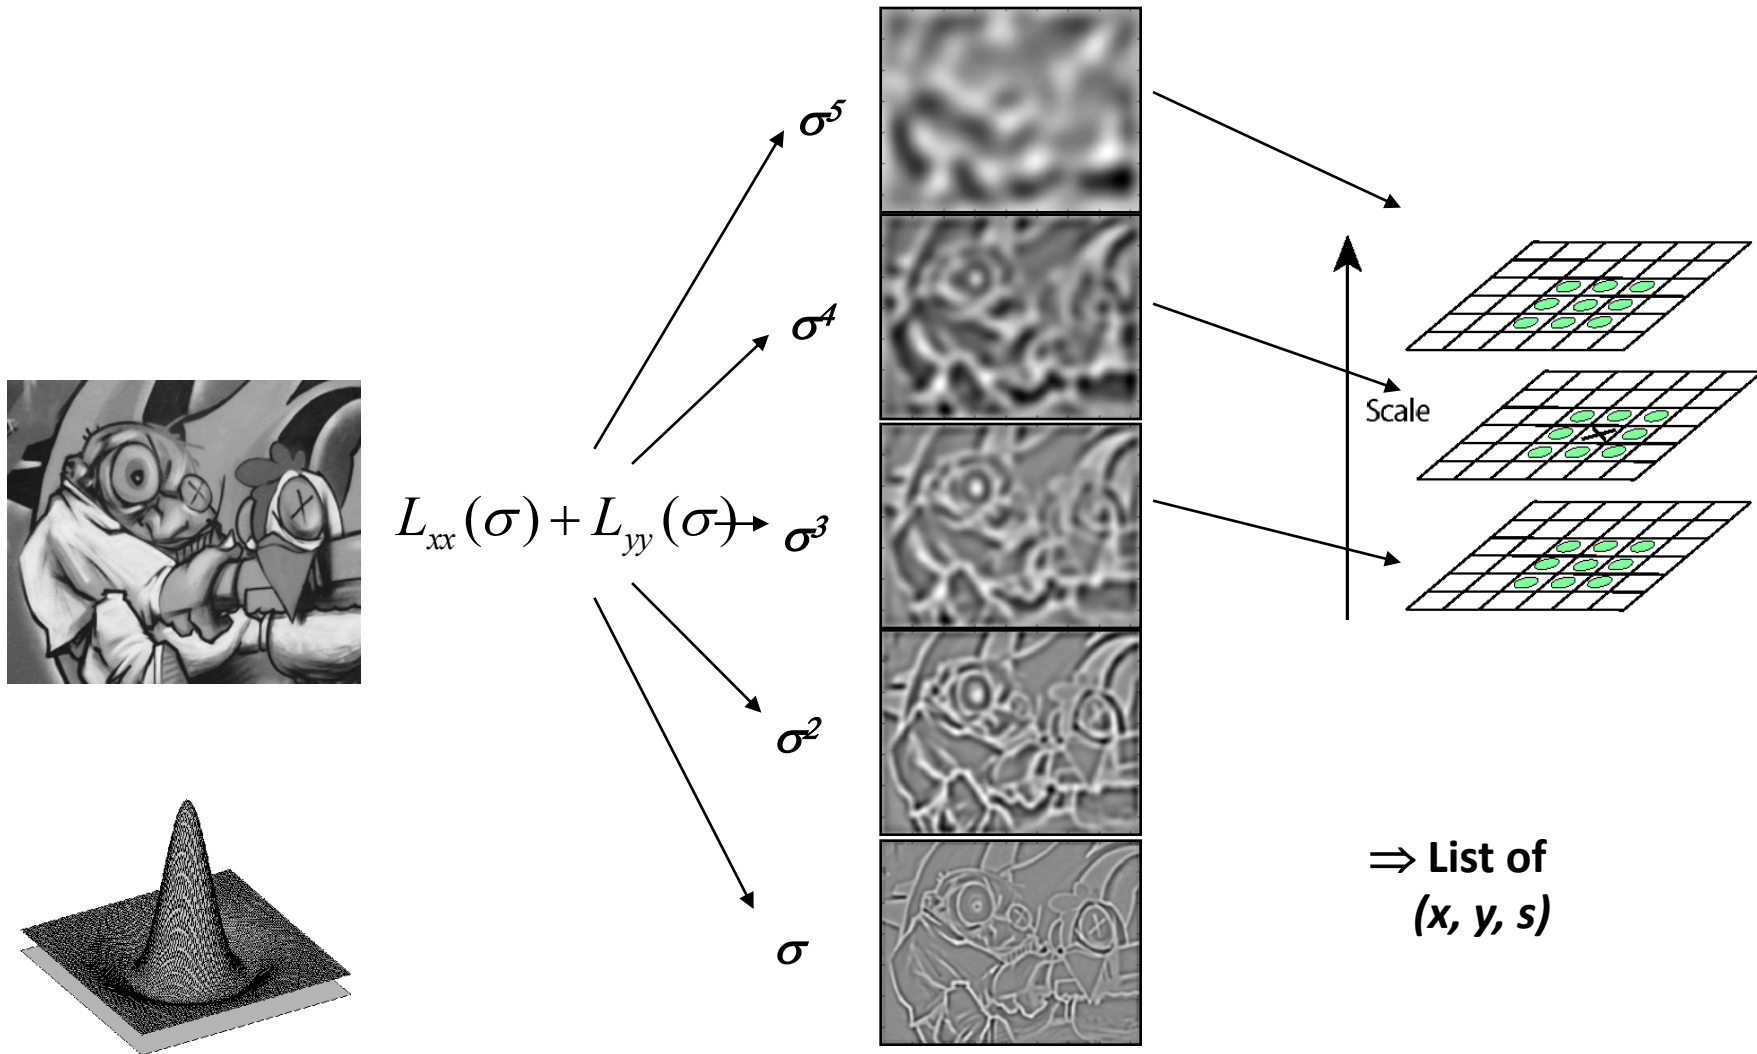 σ⁵
σ⁴
Scale
L_xx(σ) + L_yy(σ)
σ³
σ²
⇒ List of
(x, y, s)
σ